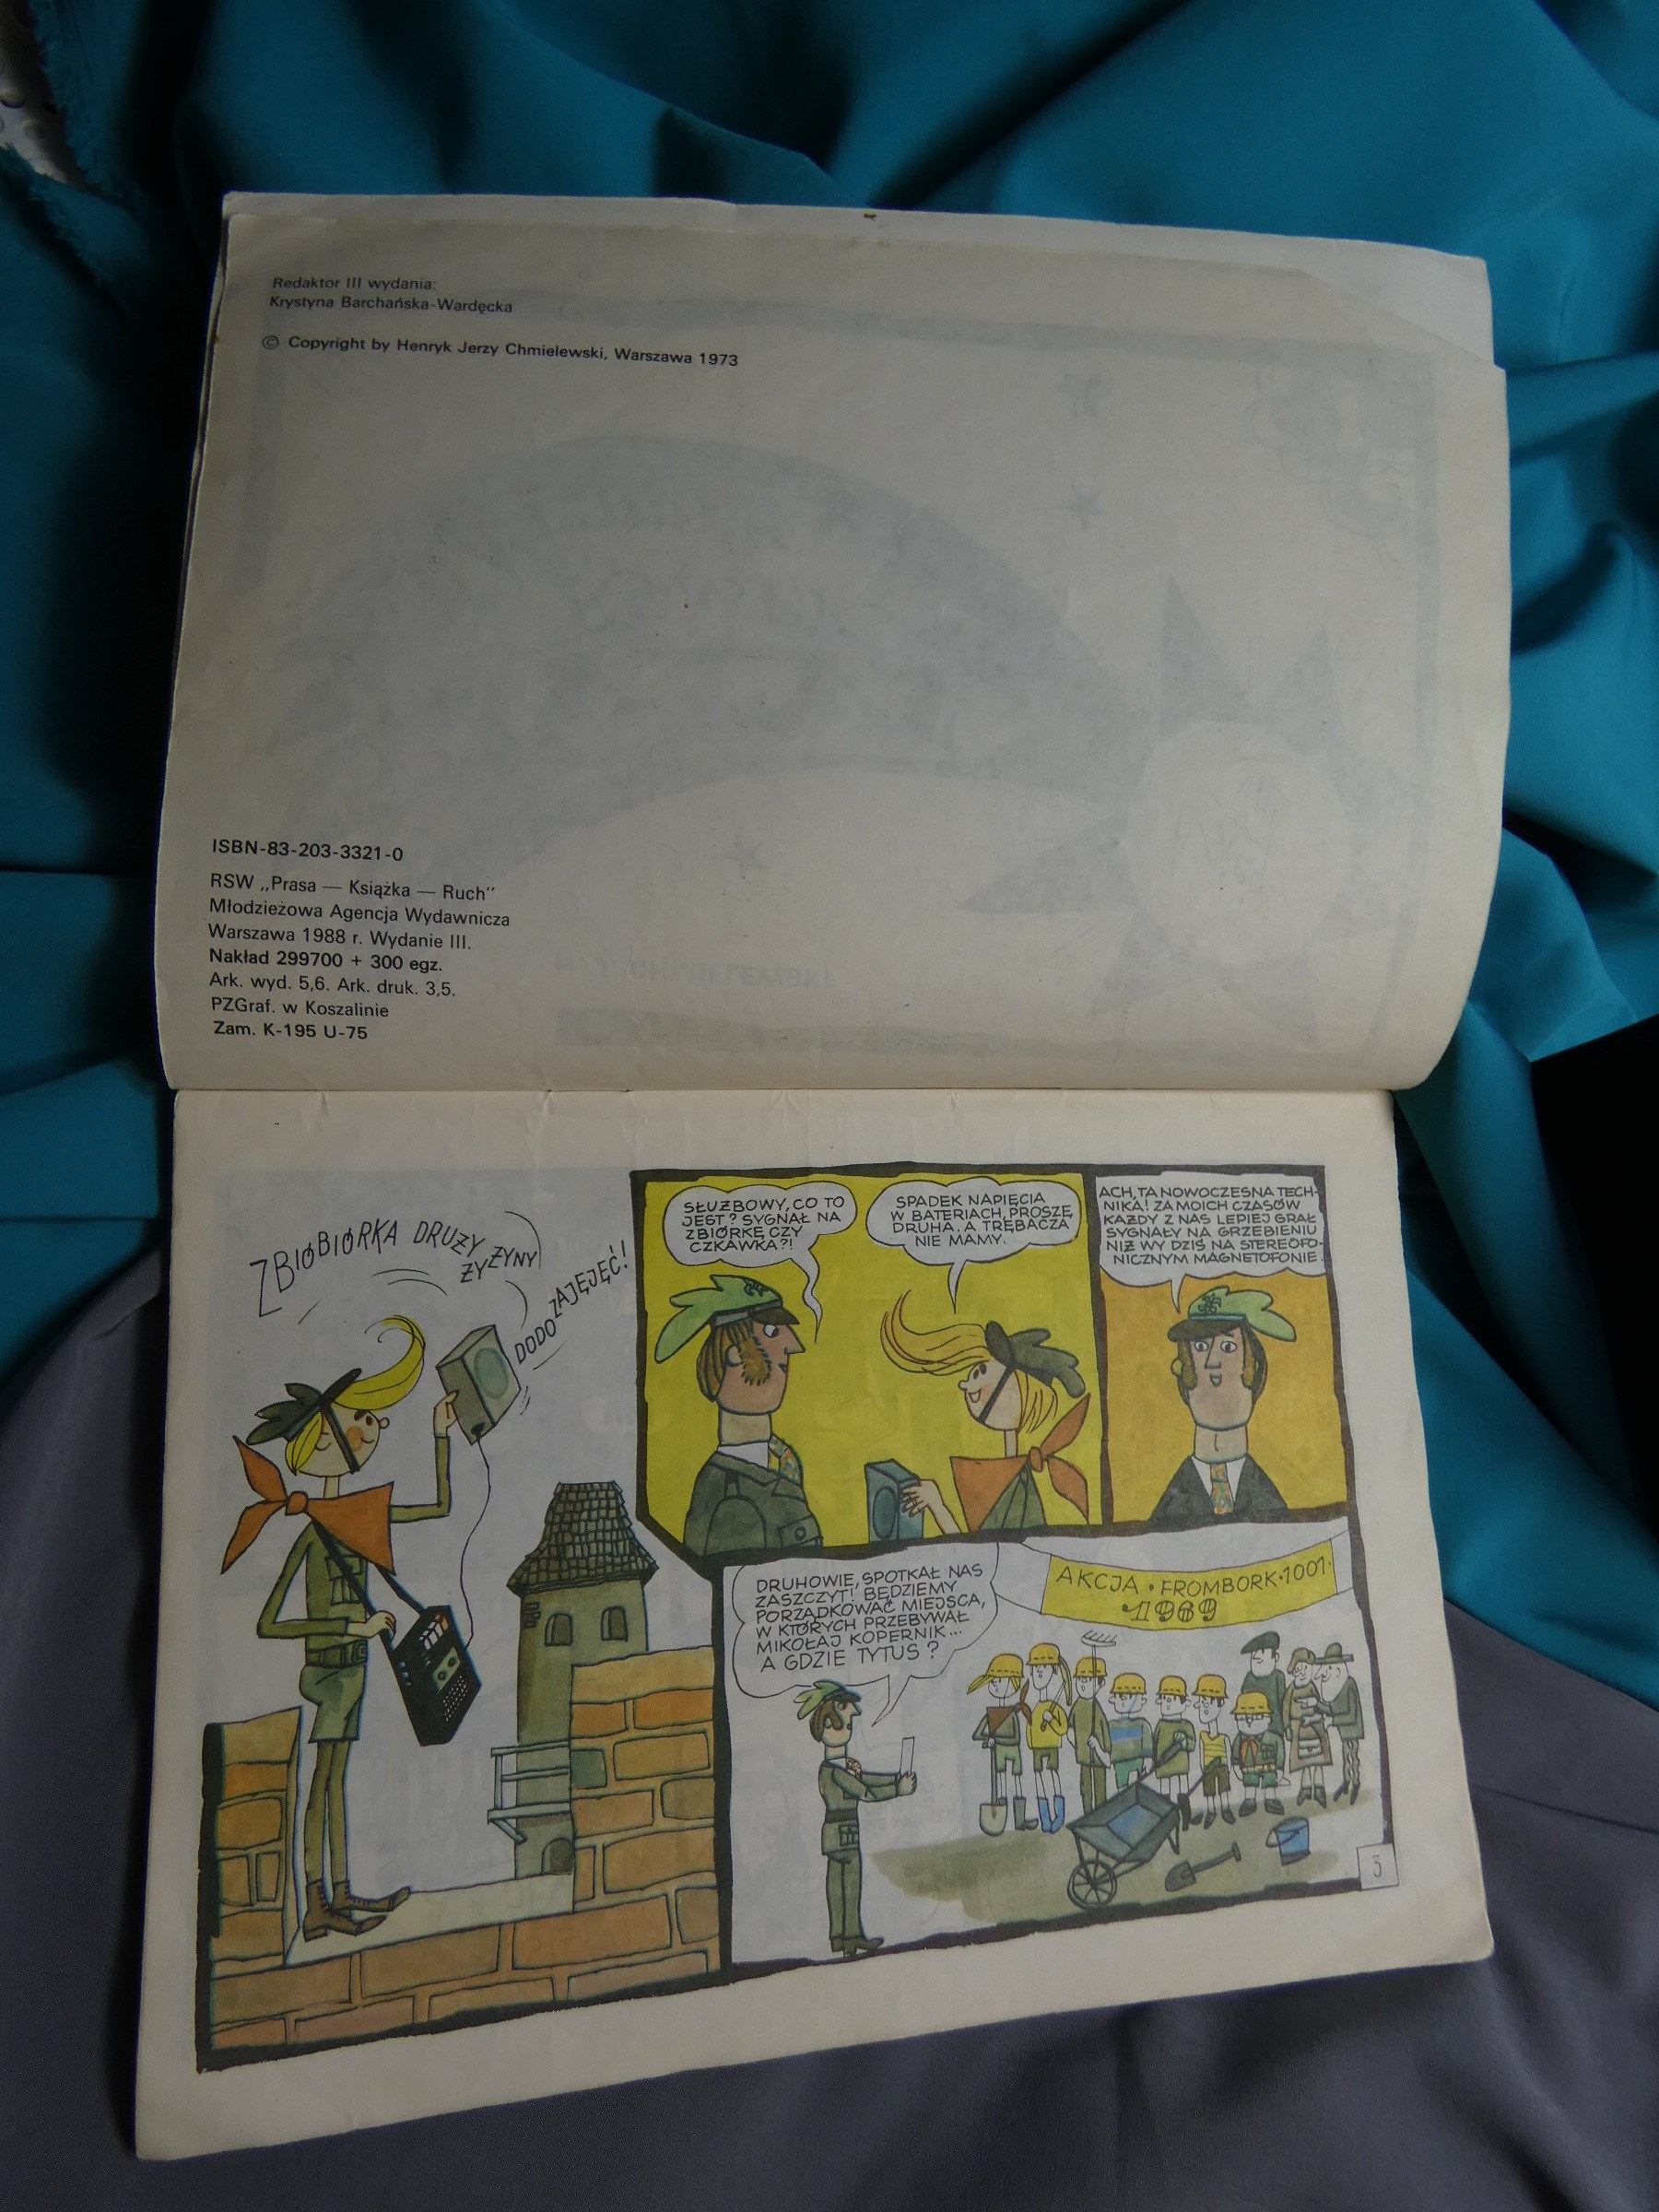 Redaktor III wydania:
Krystyna Barchańska-Wardęcka
© Copyright by Henryk Jerzy Chmielewski, Warszawa 1973
ISBN-83-203-3321-0
RSW „Prasa — Książka — Ruch”
Młodzieżowa Agencja Wydawnicza
Warszawa 1988 r. Wydanie III.
Nakład 299700 + 300 egz.
Ark. wyd. 5,6. Ark. druk. 3,5.
PZGraf. w Koszalinie
Zam. K-195 U-75
ZBIÓBIÓRKA DRUŻY
ŻYŻYNY
DODO
ZAJĘJĘĆ!
SŁUŻBOWY, CO TO
JEST? SYGNAŁ NA
ZBIÓRKĘ CZY
CZKAWKA?!
SPADEK NAPIĘCIA
W BATERIACH, PROSZĘ
DRUHA. A TRĘBACZA
NIE MAMY.
ACH, TA NOWOCZESNA TECH-
NIKA! ZA MOICH CZASÓW
KAŻDY Z NAS LEPIEJ GRAŁ
SYGNAŁY NA GRZEBIENIU
NIŻ WY DZIŚ NA STEREOFO-
NICZNYM MAGNETOFONIE.
DRUHOWIE, SPOTKAŁ NAS
ZASZCZYT! BĘDZIEMY
PORZĄDKOWAĆ MIEJSCA,
W KTÓRYCH PRZEBYWAŁ
MIKOŁAJ KOPERNIK...
A GDZIE TYTUS?
AKCJA • FROMBORK • 1001 •
1969
3